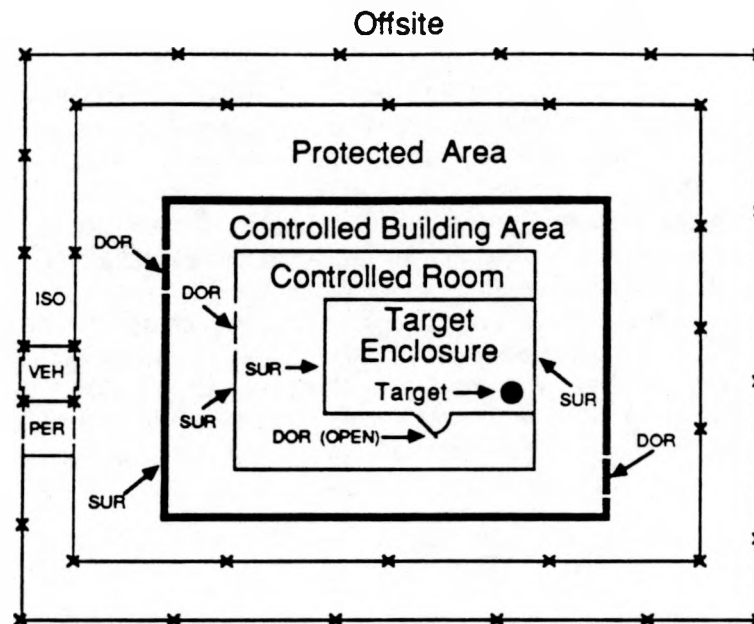 Offsite
Protected Area
Controlled Building Area
DOR
Controlled Room
DOR
ISO
Target
Enclosure
SUR
VEH
Target
SUR
SUR
PER
DOR (OPEN)
DOR
SUR